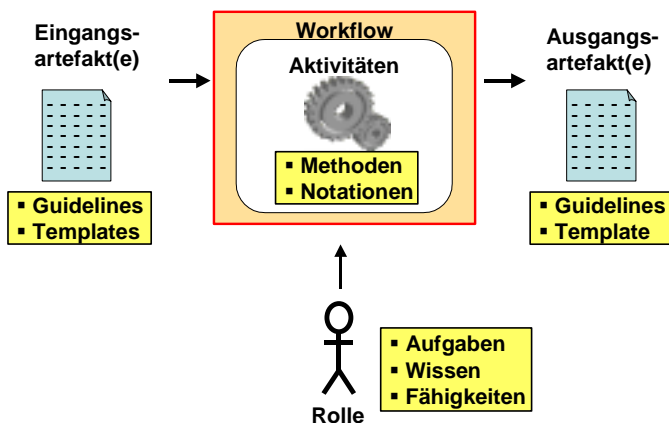 Eingangs-
artefakt(e)
▪ Guidelines
▪ Templates
Workflow
Aktivitäten
▪ Methoden
▪ Notationen
Ausgangs-
artefakt(e)
▪ Guidelines
▪ Template
Rolle
▪ Aufgaben
▪ Wissen
▪ Fähigkeiten